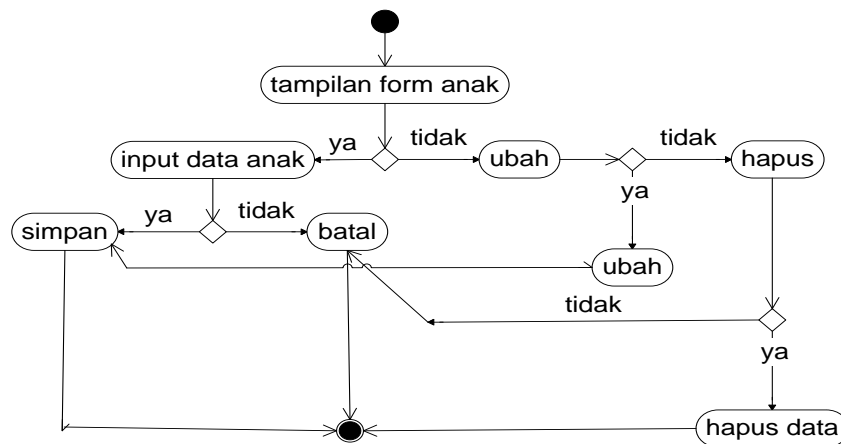 tampilan form anak
ya
tidak
tidak
input data anak
ubah
hapus
ya
ya
tidak
simpan
batal
ubah
tidak
ya
hapus data